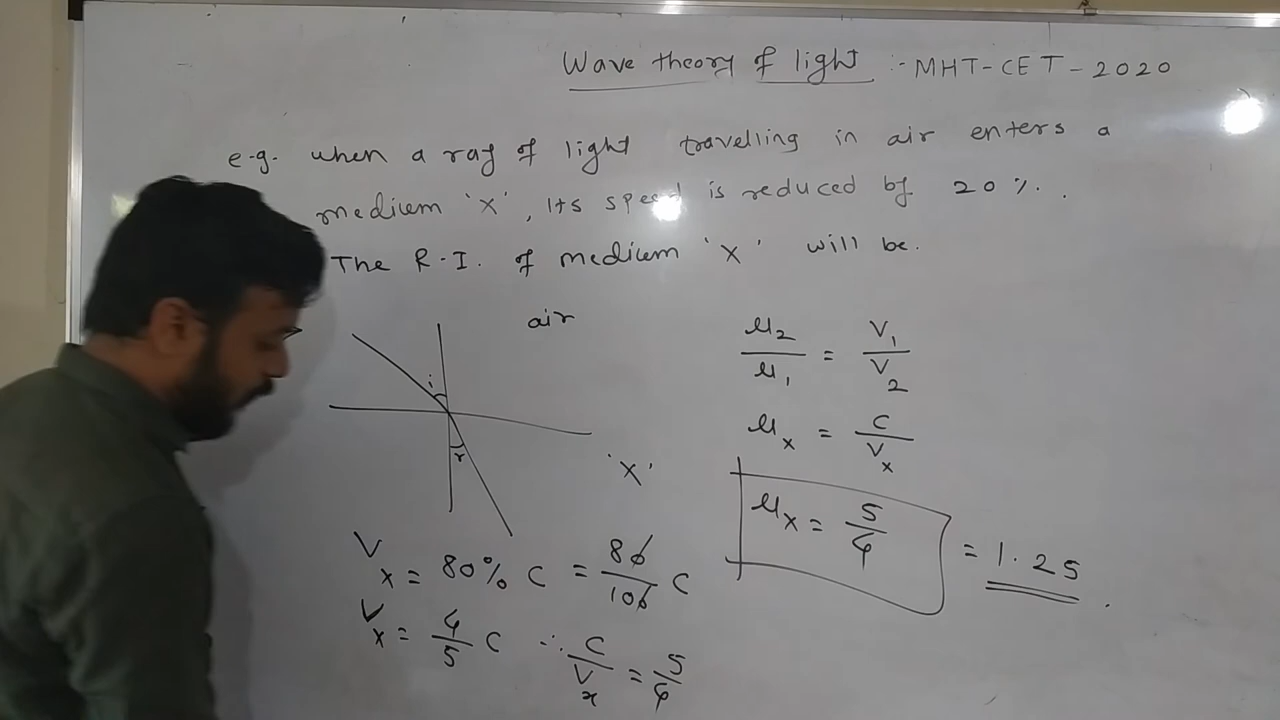 Wave theory of light :- MHT-CET-2020
e.g. when a ray of light travelling in air enters a
medium 'x', Its speed is reduced by 20%.
The R.I. of medium 'x' will be.
air
i
r
'x'
μ₂/μ₁ = V₁/V₂
μₓ = C/Vₓ
μₓ = 5/4 = 1.25.
Vₓ = 80% C = 80/100 C
Vₓ = 4/5 C ∴ C/Vₓ = 5/4